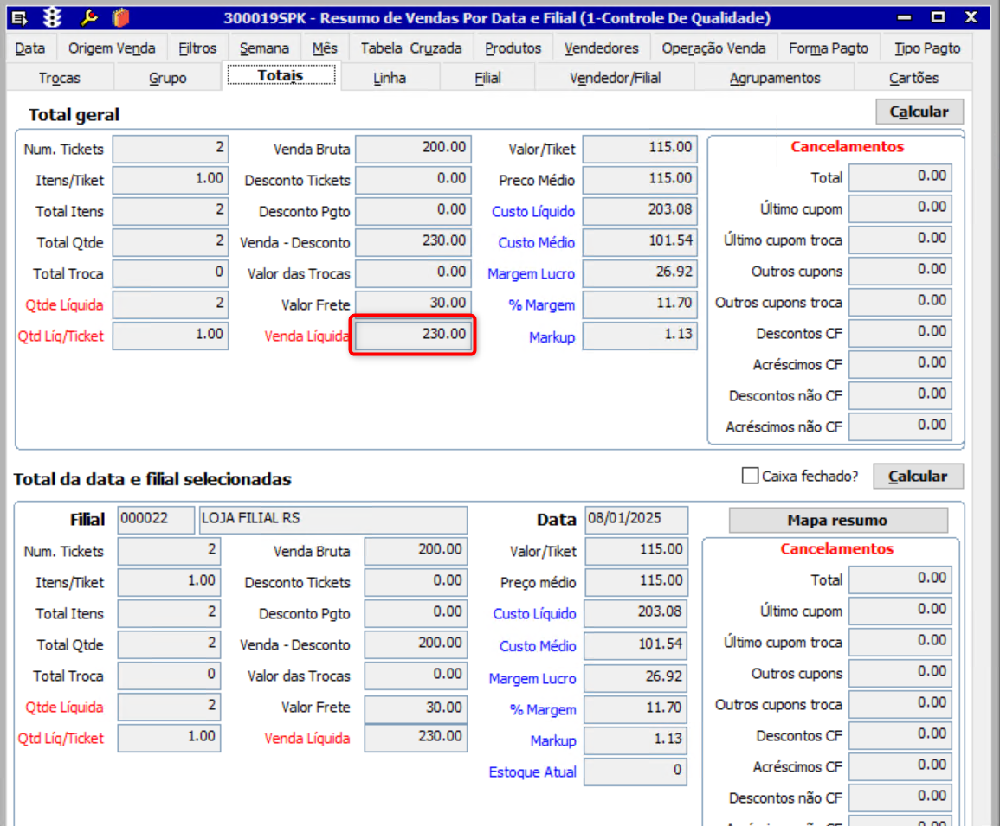 300019SPK - Resumo de Vendas Por Data e Filial (1-Controle De Qualidade)
Data Origem Venda Filtros Semana Mês Tabela Cruzada Produtos Vendedores Operação Venda Forma Pagto Tipo Pagto
Trocas Grupo Totais Linha Filial Vendedor/Filial Agrupamentos Cartões
Total geral Calcular
Num. Tickets 2 Venda Bruta 200.00 Valor/Tiket 115.00 Cancelamentos
Itens/Tiket 1.00 Desconto Tickets 0.00 Preco Médio 115.00 Total 0.00
Total Itens 2 Desconto Pgto 0.00 Custo Líquido 203.08 Último cupom 0.00
Total Qtde 2 Venda - Desconto 230.00 Custo Médio 101.54 Último cupom troca 0.00
Total Troca 0 Valor das Trocas 0.00 Margem Lucro 26.92 Outros cupons 0.00
Qtde Líquida 2 Valor Frete 30.00 % Margem 11.70 Outros cupons troca 0.00
Qtd Líq/Ticket 1.00 Venda Líquida 230.00 Markup 1.13 Descontos CF 0.00
Acréscimos CF 0.00
Descontos não CF 0.00
Acréscimos não CF 0.00
Total da data e filial selecionadas Caixa fechado? Calcular
Filial 000022 LOJA FILIAL RS Data 08/01/2025 Mapa resumo
Num. Tickets 2 Venda Bruta 200.00 Valor/Tiket 115.00 Cancelamentos
Itens/Tiket 1.00 Desconto Tickets 0.00 Preço médio 115.00 Total 0.00
Total Itens 2 Desconto Pgto 0.00 Custo Líquido 203.08 Último cupom 0.00
Total Qtde 2 Venda - Desconto 200.00 Custo Médio 101.54 Último cupom troca 0.00
Total Troca 0 Valor das Trocas 0.00 Margem Lucro 26.92 Outros cupons 0.00
Qtde Líquida 2 Valor Frete 30.00 % Margem 11.70 Outros cupons troca 0.00
Qtd Líq/Ticket 1.00 Venda Líquida 230.00 Markup 1.13 Descontos CF 0.00
Estoque Atual 0 Acréscimos CF 0.00
Descontos não CF 0.00